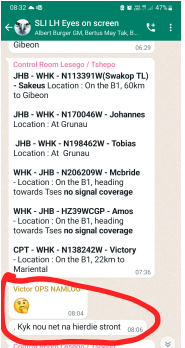 08:32
47%
SLI LH Eyes on screen
Albert Burger GM, Bertus May Tak, B...
Gibeon
06:29
Control Room Lesego / Tshepo
JHB - WHK - N113391W(Swakop TL)
- Sakeus Location : On the B1, 60km
to Gibeon
JHB - WHK - N170046W - Johannes
Location : At Grunau
JHB - WHK - N198462W - Tobias
Location : At Grunau
WHK - JHB - N206209W - Mcbride
- Location : On the B1, heading
towards Tses no signal coverage
WHK - JHB - HZ39WCGP - Amos
- Location : On the B1, heading
towards Tses no signal coverage
CPT - WHK - N138242W - Victory
- Location : On the B1, 22km to
Mariental
07:36
Victor OPS NAMLOG
🤔
08:04
. Kyk nou net na hierdie stront
08:06